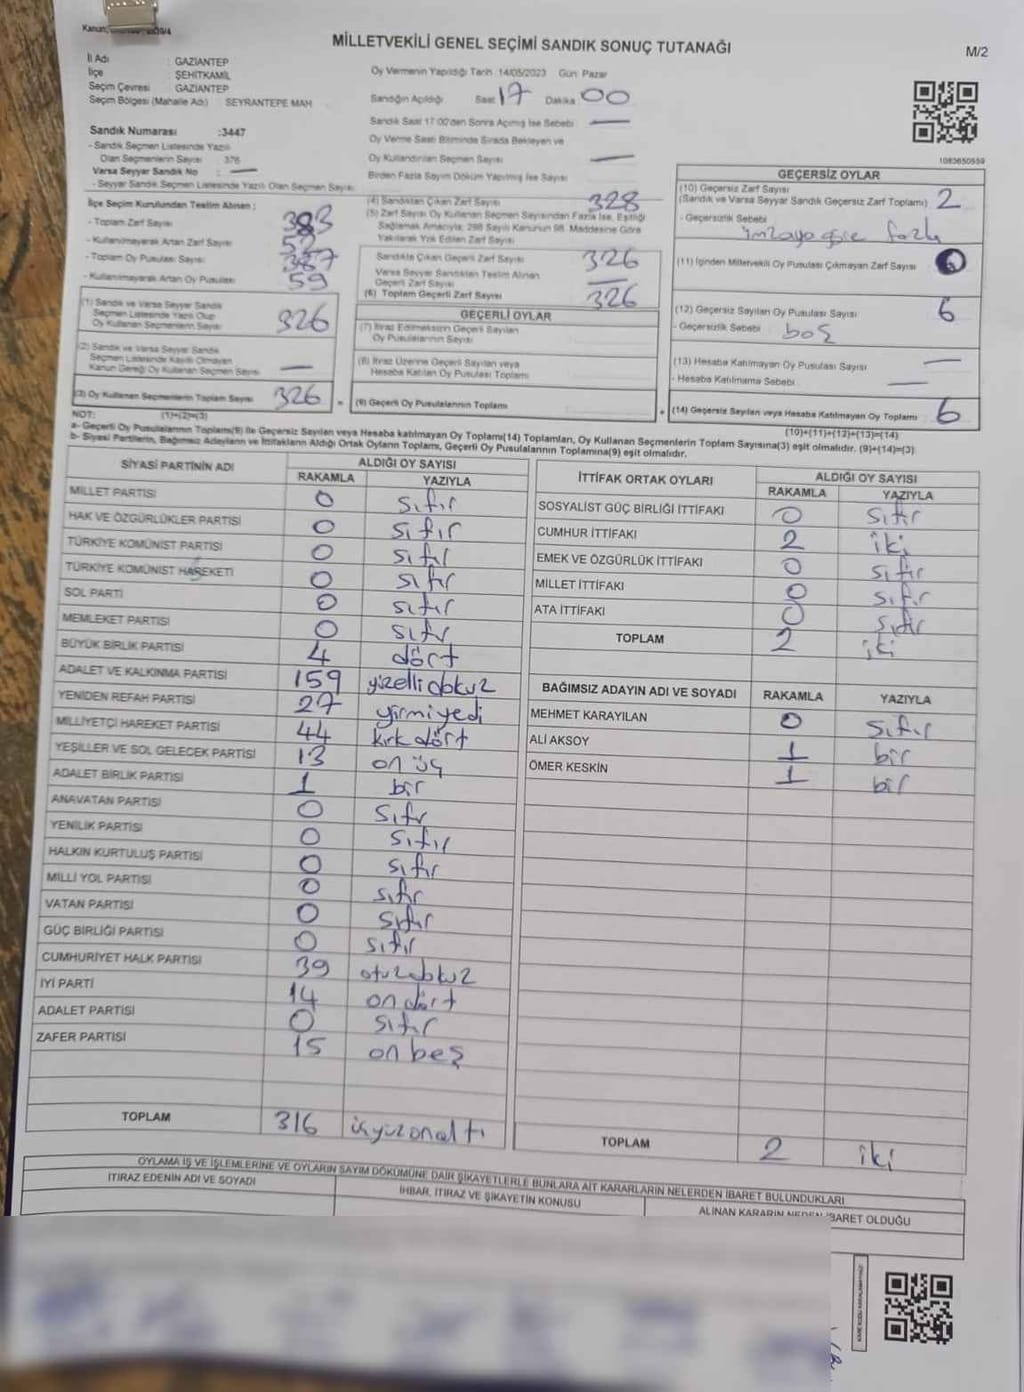 MİLLETVEKİLİ GENEL SEÇİMİ SANDIK SONUÇ TUTANAĞI
M/2
İl Adı : GAZİANTEP
İlçe : ŞEHİTKAMİL
Seçim Çevresi : GAZİANTEP
Seçim Bölgesi (Mahalle Adı) : SEYRANTEPE MAH
Oy Vermenin Yapıldığı Tarih 14/05/2023 Gün: Pazar
Sandığın Açıldığı Saat 17 Dakika 00
Sandık Saat 17:00'den Sonra Açılmış İse Sebebi —
Oy Verme Saati Bitiminde Sırada Bekleyen ve
Oy Kullandırılan Seçmen Sayısı —
Birden Fazla Sayım Döküm Yapılmış İse Sayısı
Sandık Numarası :3447
- Sandık Seçmen Listesinde Yazılı
Olan Seçmenlerin Sayısı 376
Varsa Seyyar Sandık No : —
- Seyyar Sandık Seçmen Listesinde Yazılı Olan Seçmen Sayısı
İlçe Seçim Kurulundan Teslim Alınan :
- Toplam Zarf Sayısı 383
- Kullanılmayarak Artan Zarf Sayısı 52
- Toplam Oy Pusulası Sayısı 387
- Kullanılmayarak Artan Oy Pusulası 59
(1) Sandık ve Varsa Seyyar Sandık
Seçmen Listesinde Yazılı Olup
Oy Kullanan Seçmenlerin Sayısı 326
(2) Sandık ve Varsa Seyyar Sandık
Seçmen Listesinde Kayıtlı Olmayan
Kanun Gereği Oy Kullanan Seçmen Sayısı —
(3) Oy Kullanan Seçmenlerin Toplam Sayısı 326
(1)+(2)=(3)
(4) Sandıktan Çıkan Zarf Sayısı 328
(5) Zarf Sayısı Oy Kullanan Seçmen Sayısından Fazla İse, Eşitliği
Sağlamak Amacıyla; 298 Sayılı Kanunun 98. Maddesine Göre
Yakılarak Yok Edilen Zarf Sayısı
Sandıkta Çıkan Geçerli Zarf Sayısı 326
Varsa Seyyar Sandıktan Teslim Alınan
Geçerli Zarf Sayısı —
(6) Toplam Geçerli Zarf Sayısı 326
GEÇERLİ OYLAR
(7) İtiraz Edilmeksizin Geçerli Sayılan
Oy Pusulalarının Sayısı
(8) İtiraz Üzerine Geçerli Sayılan veya
Hesaba Katılan Oy Pusulası Toplamı
= (9) Geçerli Oy Pusulalarının Toplamı
1083650959
GEÇERSİZ OYLAR
(10) Geçersiz Zarf Sayısı
(Sandık ve Varsa Seyyar Sandık Geçersiz Zarf Toplamı) 2
- Geçersizlik Sebebi
imzaya göre fazla
(11) İçinden Milletvekili Oy Pusulası Çıkmayan Zarf Sayısı
(12) Geçersiz Sayılan Oy Pusulası Sayısı 6
- Geçersizlik Sebebi boş
(13) Hesaba Katılmayan Oy Pusulası Sayısı —
- Hesaba Katılmama Sebebi —
+ (14) Geçersiz Sayılan veya Hesaba Katılmayan Oy Toplamı 6
(10)+(11)+(12)+(13)=(14)
NOT:
a- Geçerli Oy Pusulalarının Toplamı(9) ile Geçersiz Sayılan veya Hesaba katılmayan Oy Toplamı(14) Toplamları, Oy Kullanan Seçmenlerin Toplam Sayısına(3) eşit olmalıdır. (9)+(14)=(3)
b- Siyasi Partilerin, Bağımsız Adayların ve İttifakların Aldığı Ortak Oyların Toplamı, Geçerli Oy Pusulalarının Toplamına(9) eşit olmalıdır.
SİYASİ PARTİNİN ADI
ALDIĞI OY SAYISI
RAKAMLA YAZIYLA
MİLLET PARTİSİ 0 sıfır
HAK VE ÖZGÜRLÜKLER PARTİSİ 0 sıfır
TÜRKİYE KOMÜNİST PARTİSİ 0 sıfır
TÜRKİYE KOMÜNİST HAREKETİ 0 sıfır
SOL PARTİ 0 sıfır
MEMLEKET PARTİSİ 0 sıfır
BÜYÜK BİRLİK PARTİSİ 4 dört
ADALET VE KALKINMA PARTİSİ 159 yüzellidokuz
YENİDEN REFAH PARTİSİ 27 yirmiyedi
MİLLİYETÇİ HAREKET PARTİSİ 44 kırkdört
YEŞİLLER VE SOL GELECEK PARTİSİ 13 on üç
ADALET BİRLİK PARTİSİ 1 bir
ANAVATAN PARTİSİ 0 sıfır
YENİLİK PARTİSİ 0 sıfır
HALKIN KURTULUŞ PARTİSİ 0 sıfır
MİLLİ YOL PARTİSİ 0 sıfır
VATAN PARTİSİ 0 sıfır
GÜÇ BİRLİĞİ PARTİSİ 0 sıfır
CUMHURİYET HALK PARTİSİ 39 otuzdokuz
İYİ PARTİ 14 on dört
ADALET PARTİSİ 0 sıfır
ZAFER PARTİSİ 15 on beş
TOPLAM 316 üçyüzonaltı
İTTİFAK ORTAK OYLARI
ALDIĞI OY SAYISI
RAKAMLA YAZIYLA
SOSYALİST GÜÇ BİRLİĞİ İTTİFAKI 0 sıfır
CUMHUR İTTİFAKI 2 iki
EMEK VE ÖZGÜRLÜK İTTİFAKI 0 sıfır
MİLLET İTTİFAKI 0 sıfır
ATA İTTİFAKI 0 sıfır
TOPLAM 2 iki
BAĞIMSIZ ADAYIN ADI VE SOYADI RAKAMLA YAZIYLA
MEHMET KARAYILAN 0 sıfır
ALİ AKSOY 1 bir
ÖMER KESKİN 1 bir
TOPLAM 2 iki
OYLAMA İŞ VE İŞLEMLERİNE VE OYLARIN SAYIM DÖKÜMÜNE DAİR ŞİKAYETLERLE BUNLARA AİT KARARLARIN NELERDEN İBARET BULUNDUKLARI
İTİRAZ EDENİN ADI VE SOYADI
İHBAR, İTİRAZ VE ŞİKAYETİN KONUSU
ALINAN KARARIN NEDEN İBARET OLDUĞU